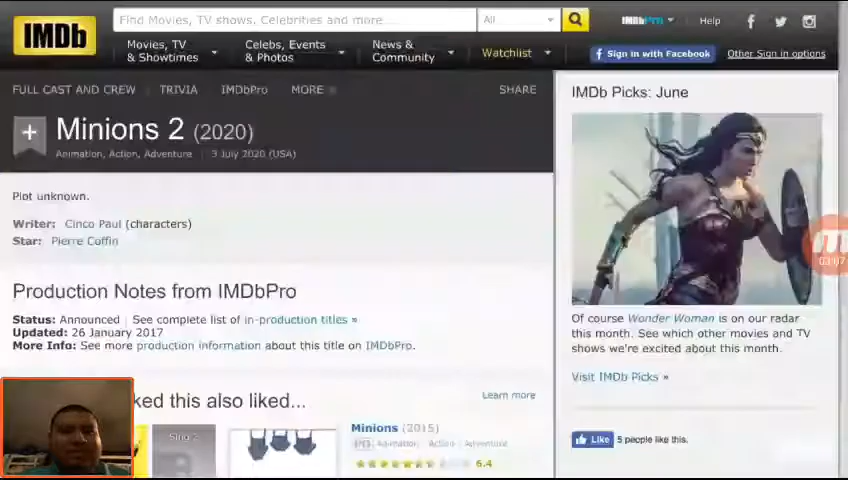 IMDb
Find Movies, TV shows, Celebrities and more...
All
IMDbPro
Help
Movies, TV
& Showtimes
Celebs, Events
& Photos
News &
Community
Watchlist
Sign in with Facebook
Other Sign in options
FULL CAST AND CREW
TRIVIA
IMDbPro
MORE
SHARE
Minions 2 (2020)
Animation, Action, Adventure | 3 July 2020 (USA)
Plot unknown.
Writer: Cinco Paul (characters)
Star: Pierre Coffin
Production Notes from IMDbPro
Status: Announced | See complete list of in-production titles »
Updated: 26 January 2017
More Info: See more production information about this title on IMDbPro.
ked this also liked...
Learn more
Sing 2
Minions (2015)
Animation | Action | Adventure
6.4
IMDb Picks: June
03:07
Of course Wonder Woman is on our radar
this month. See which other movies and TV
shows we're excited about this month.
Visit IMDb Picks »
Like
5 people like this.